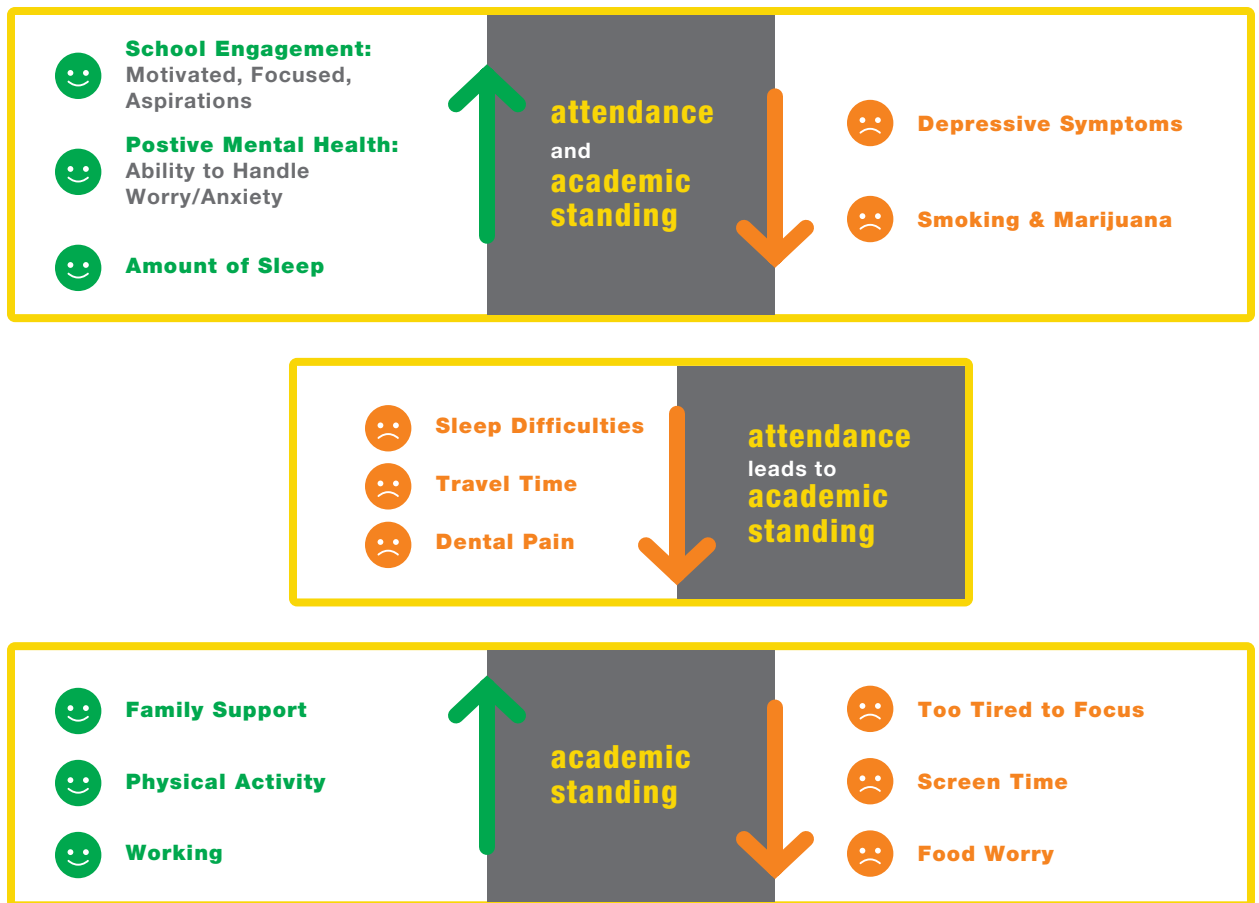 School Engagement:
Motivated, Focused,
Aspirations
Postive Mental Health:
Ability to Handle
Worry/Anxiety
Amount of Sleep
attendance
and
academic
standing
Depressive Symptoms
Smoking & Marijuana
Sleep Difficulties
Travel Time
Dental Pain
attendance
leads to
academic
standing
Family Support
Physical Activity
Working
academic
standing
Too Tired to Focus
Screen Time
Food Worry